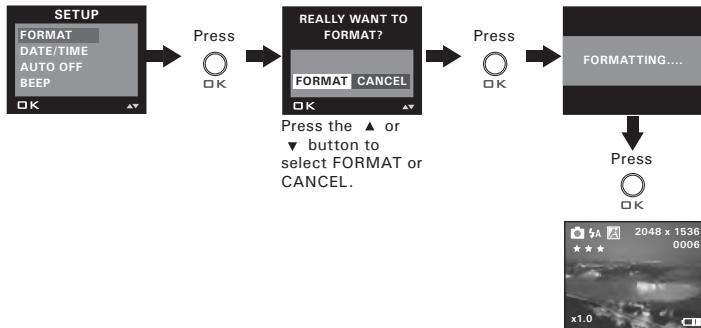 SETUP
FORMAT
DATE/TIME
AUTO OFF
BEEP
OK ▲▼
Press
OK
REALLY WANT TO
FORMAT?
FORMAT CANCEL
OK ▲▼
Press the ▲ or
▼ button to
select FORMAT or
CANCEL.
Press
OK
FORMATTING....
Press
OK
A 2048 x 1536
0006
x1.0